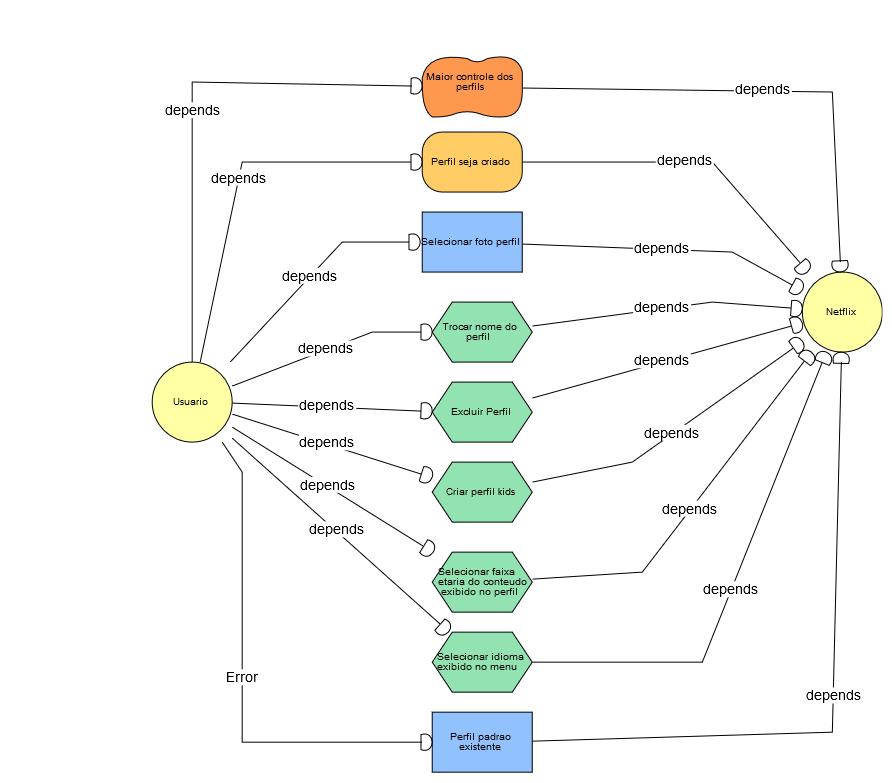 Maior controle dos
perfils
depends
depends
Perfil seja criado
depends
depends
Selecionar foto perfil
depends
depends
Trocar nome do
perfil
depends
depends
Netflix
Usuario
depends
Excluir Perfil
depends
depends
Criar perfil kids
depends
depends
Selecionar faixa
etaria do conteudo
exibido no perfil
depends
depends
Selecionar idioma
exibido no menu
depends
Error
Perfil padrao
existente
depends